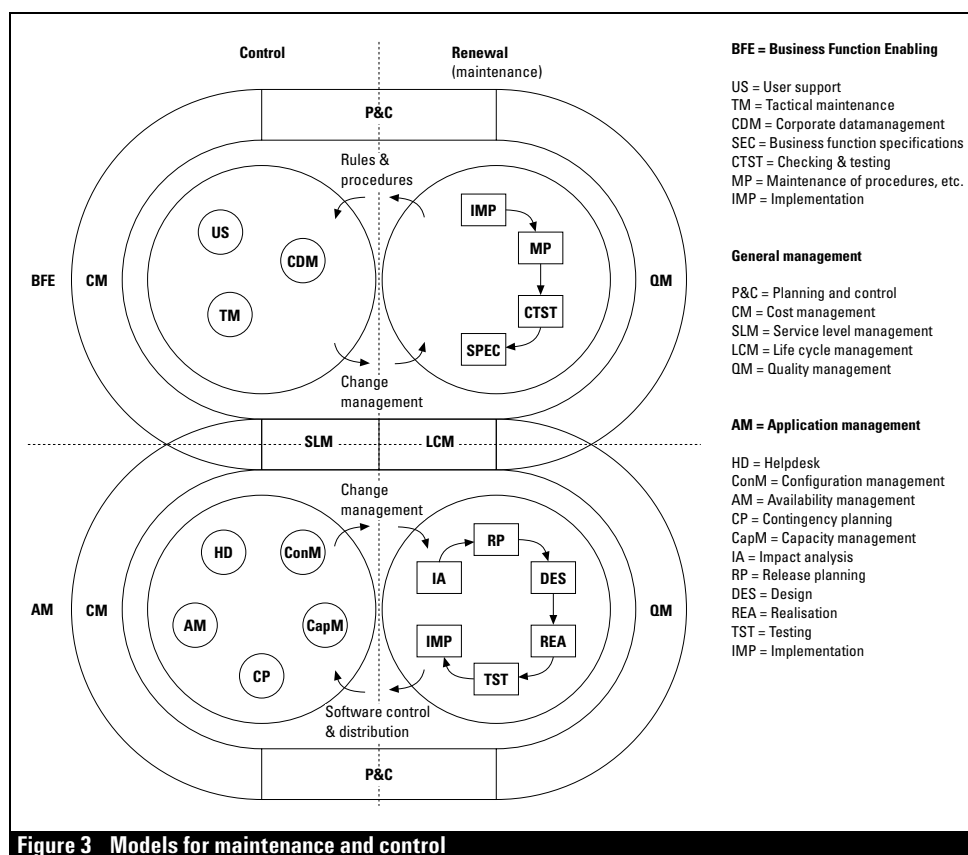 Control
Renewal
(maintenance)
P&C
Rules &
procedures
US
CDM
TM
IMP
MP
CTST
SPEC
BFE
CM
QM
Change
management
SLM
LCM
Change
management
HD
ConM
AM
CapM
CP
IA
RP
DES
REA
TST
IMP
AM
CM
QM
Software control
& distribution
P&C
BFE = Business Function Enabling
US = User support
TM = Tactical maintenance
CDM = Corporate datamanagement
SEC = Business function specifications
CTST = Checking & testing
MP = Maintenance of procedures, etc.
IMP = Implementation
General management
P&C = Planning and control
CM = Cost management
SLM = Service level management
LCM = Life cycle management
QM = Quality management
AM = Application management
HD = Helpdesk
ConM = Configuration management
AM = Availability management
CP = Contingency planning
CapM = Capacity management
IA = Impact analysis
RP = Release planning
DES = Design
REA = Realisation
TST = Testing
IMP = Implementation
Figure 3 Models for maintenance and control